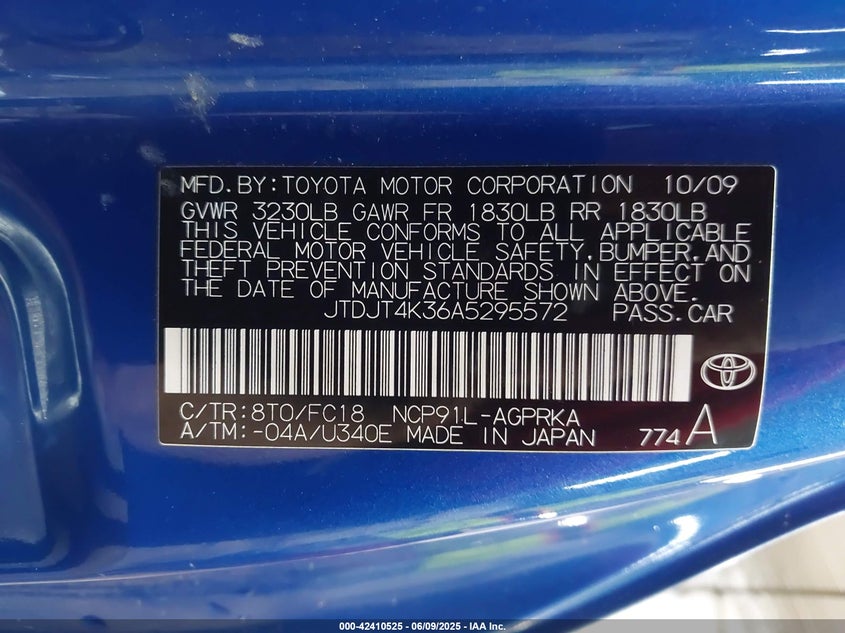 MFD.BY:TOYOTA MOTOR CORPORATION 10/09
GVWR 3230LB GAWR FR 1830LB RR 1830LB
THIS VEHICLE CONFORMS TO ALL APPLICABLE
FEDERAL MOTOR VEHICLE SAFETY.BUMPER.AND
THEFT PREVENTION STANDARDS IN EFFECT ON
THE DATE OF MANUFACTURE SHOWN ABOVE.
JTDJT4K36A5295572 PASS.CAR
C/TR:8T0/FC18 NCP91L-AGPRKA
A/TM:-04A/U340E MADE IN JAPAN 774A
000-42410525 - 06/09/2025 - IAA Inc.